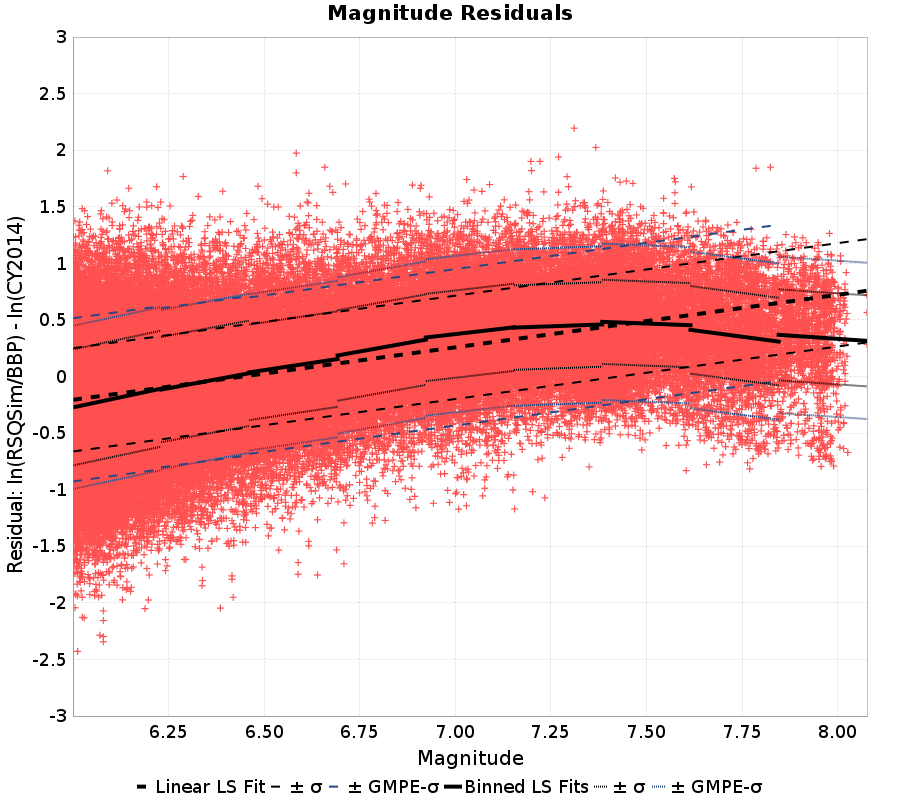 Magnitude Residuals
Residual: ln(RSQSim/BBP) - ln(CY2014)
3
2.5
2
1.5
1
0.5
0
-0.5
-1
-1.5
-2
-2.5
-3
6.25 6.50 6.75 7.00 7.25 7.50 7.75 8.00
Magnitude
Linear LS Fit ± σ ± GMPE-σ Binned LS Fits ± σ ± GMPE-σ